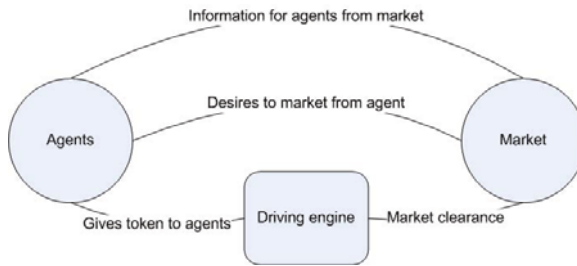 Information for agents from market
Desires to market from agent
Agents
Market
Gives token to agents
Driving engine
Market clearance